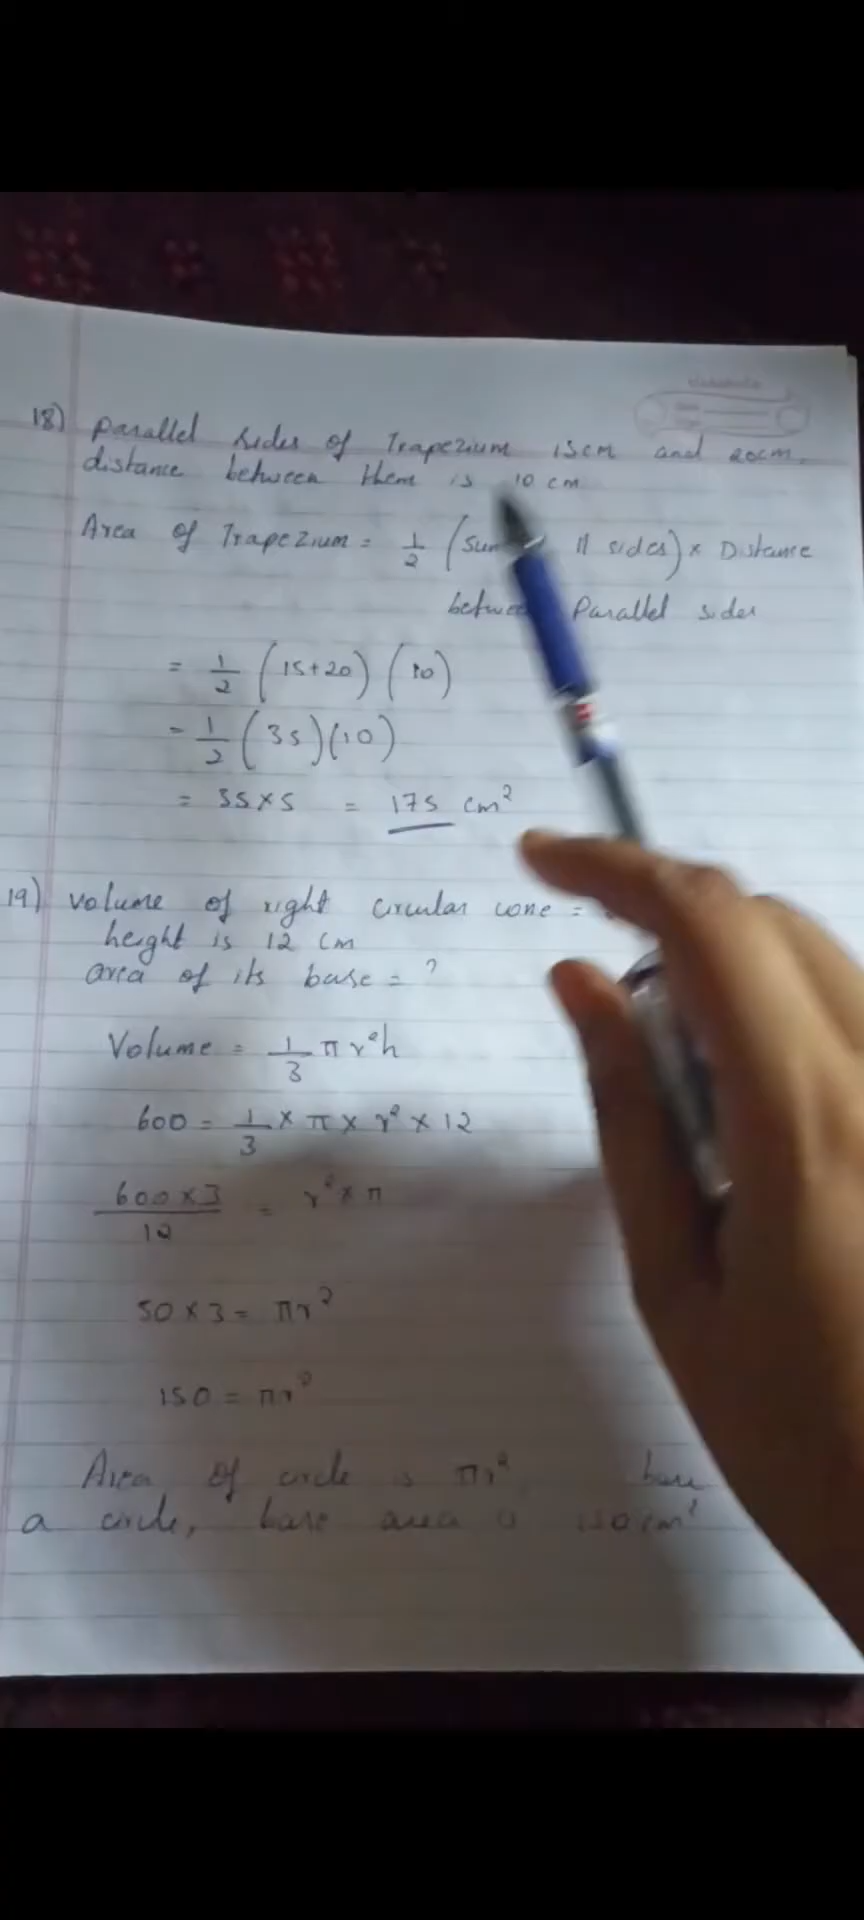 18) Parallel sides of Trapezium 15cm and 20cm.
distance between them is 10 cm
Area of Trapezium = 1/2 (Sum || sides) × Distance
between Parallel sides
= 1/2 (15+20) (10)
= 1/2 (35)(10)
= 35×5 = 175 cm²
19) Volume of right circular cone =
height is 12 cm
area of its base = ?
Volume = 1/3 πr²h
600 = 1/3 × π × r² × 12
600×3/12 = r² × π
50×3 = πr²
150 = πr²
Area of circle is πr² base
a circle, base area is 150cm²